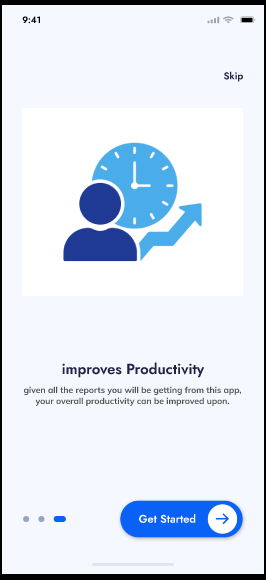 9:41
Skip
improves Productivity
given all the reports you will be getting from this app,
your overall productivity can be improved upon.
Get Started